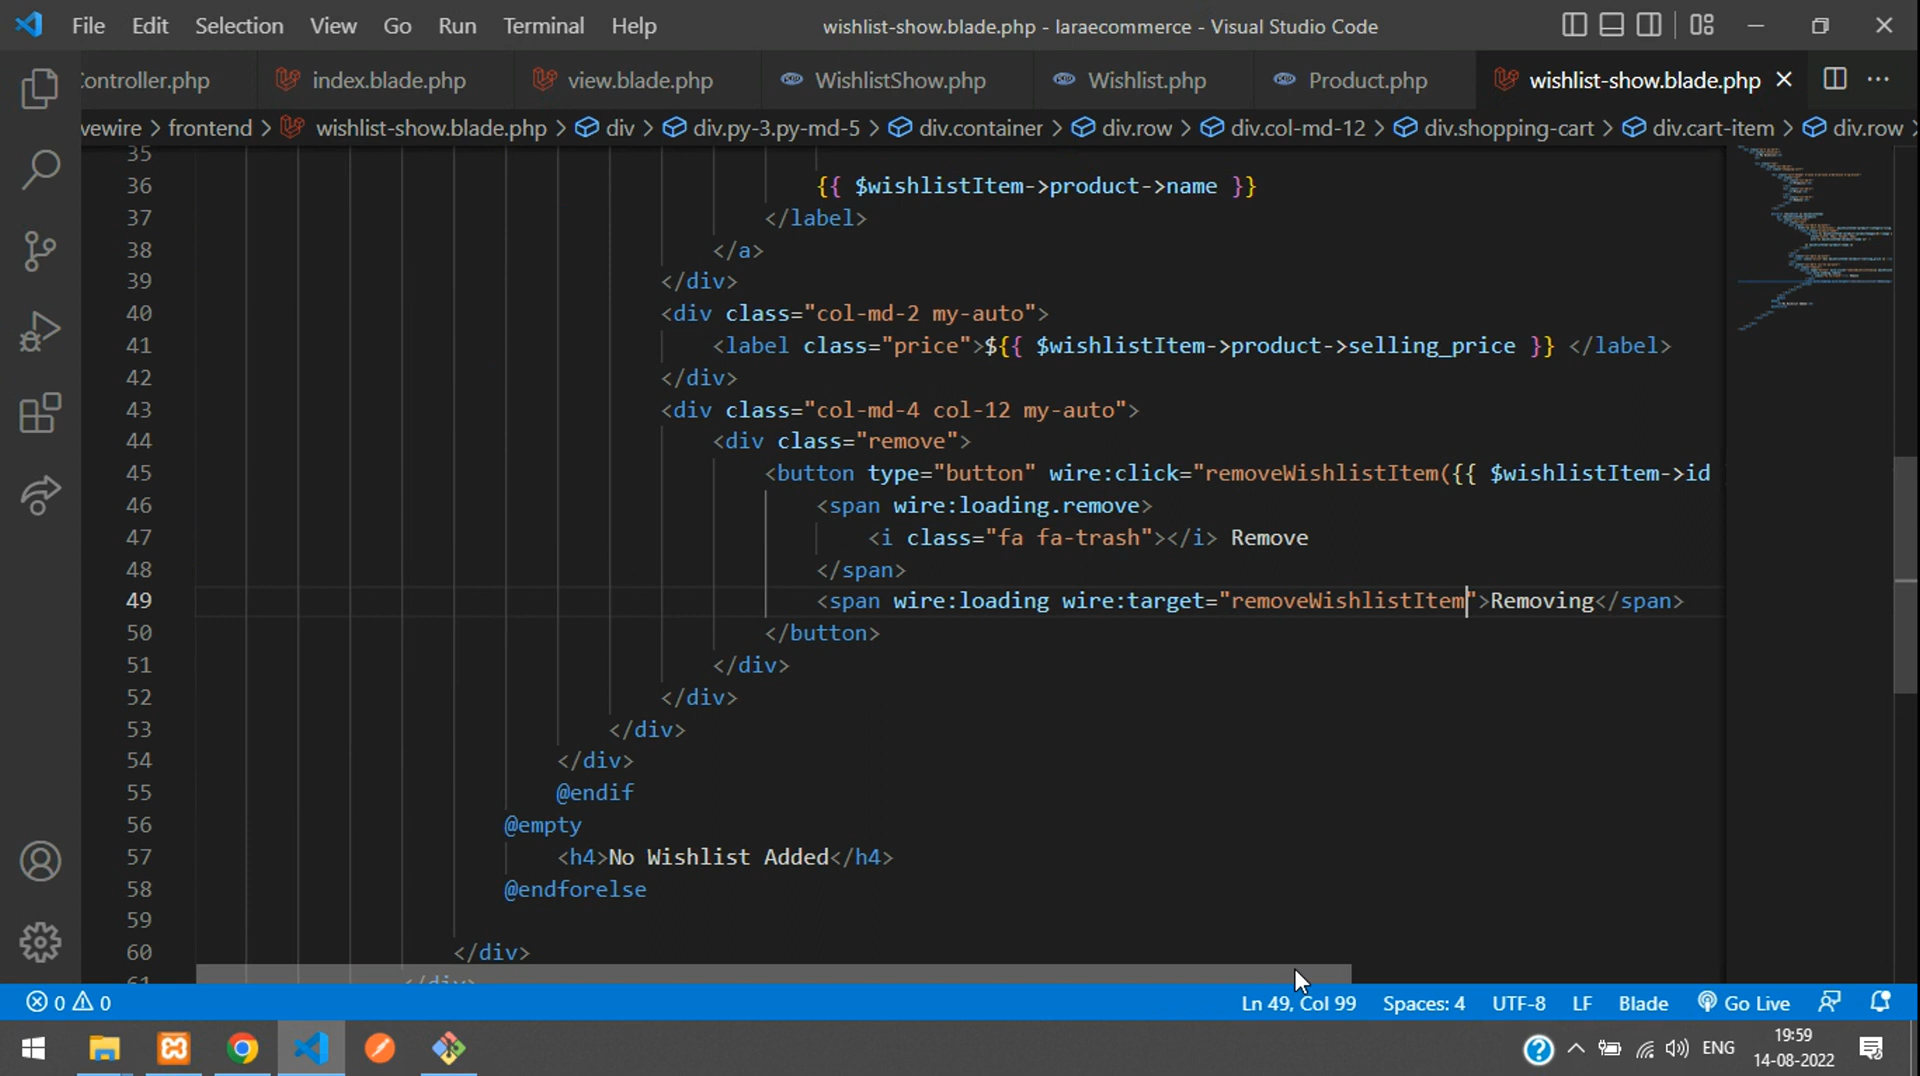 File Edit Selection View Go Run Terminal Help
wishlist-show.blade.php - laraecommerce - Visual Studio Code
Controller.php index.blade.php view.blade.php WishlistShow.php Wishlist.php Product.php wishlist-show.blade.php
vewire > frontend > wishlist-show.blade.php > div > div.py-3.py-md-5 > div.container > div.row > div.col-md-12 > div.shopping-cart > div.cart-item > div.row >
35
36 {{ $wishlistItem->product->name }}
37 </label>
38 </a>
39 </div>
40 <div class="col-md-2 my-auto">
41 <label class="price">${{ $wishlistItem->product->selling_price }} </label>
42 </div>
43 <div class="col-md-4 col-12 my-auto">
44 <div class="remove">
45 <button type="button" wire:click="removeWishlistItem({{ $wishlistItem->id
46 <span wire:loading.remove>
47 <i class="fa fa-trash"></i> Remove
48 </span>
49 <span wire:loading wire:target="removeWishlistItem">Removing</span>
50 </button>
51 </div>
52 </div>
53 </div>
54 </div>
55 @endif
56 @empty
57 <h4>No Wishlist Added</h4>
58 @endforelse
59
60 </div>
61 </div>
0 0 Ln 49, Col 99 Spaces: 4 UTF-8 LF Blade Go Live
ENG 19:59
14-08-2022